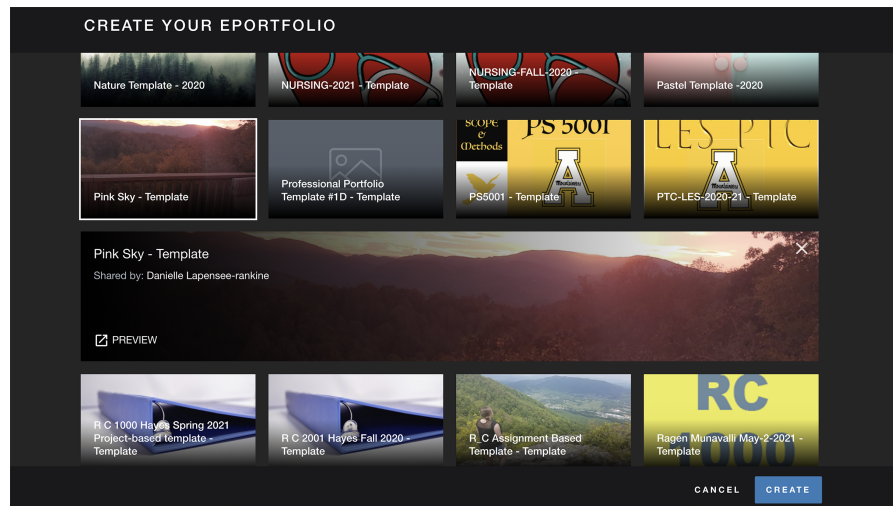 CREATE YOUR EPORTFOLIO
Nature Template - 2020
NURSING-2021 - Template
NURSING-FALL-2020 -
Template
Pastel Template -2020
Pink Sky - Template
Professional Portfolio
Template #1D - Template
SCOPE
&
Methods
PS 5001
A
PS5001 - Template
LES PTC
A
PTC-LES-2020-21 - Template
Pink Sky - Template
Shared by: Danielle Lapensee-rankine
PREVIEW
R C 1000 Hayes Spring 2021
Project-based template -
Template
R C 2001 Hayes Fall 2020 -
Template
R_C Assignment Based
Template - Template
RC
1000
Ragen Munavalli May-2-2021 -
Template
CANCEL
CREATE